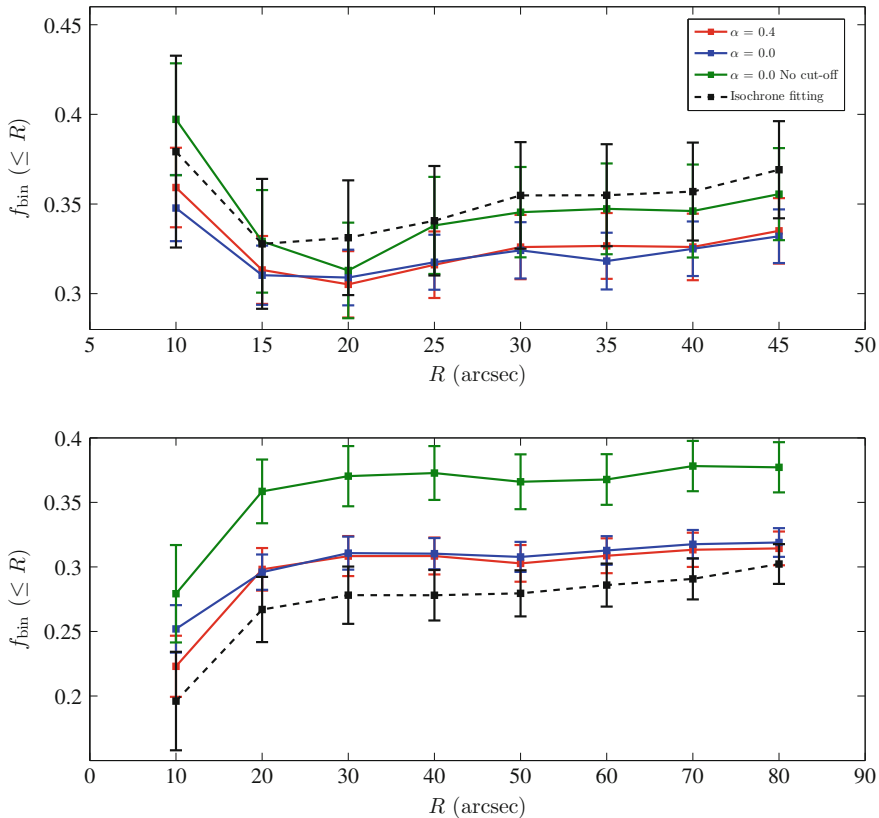 0.45
0.4
0.35
0.3
f_bin (≤ R)
α = 0.4
α = 0.0
α = 0.0 No cut-off
Isochrone fitting
5 10 15 20 25 30 35 40 45 50
R (arcsec)
0.4
0.35
0.3
0.25
0.2
f_bin (≤ R)
0 10 20 30 40 50 60 70 80 90
R (arcsec)